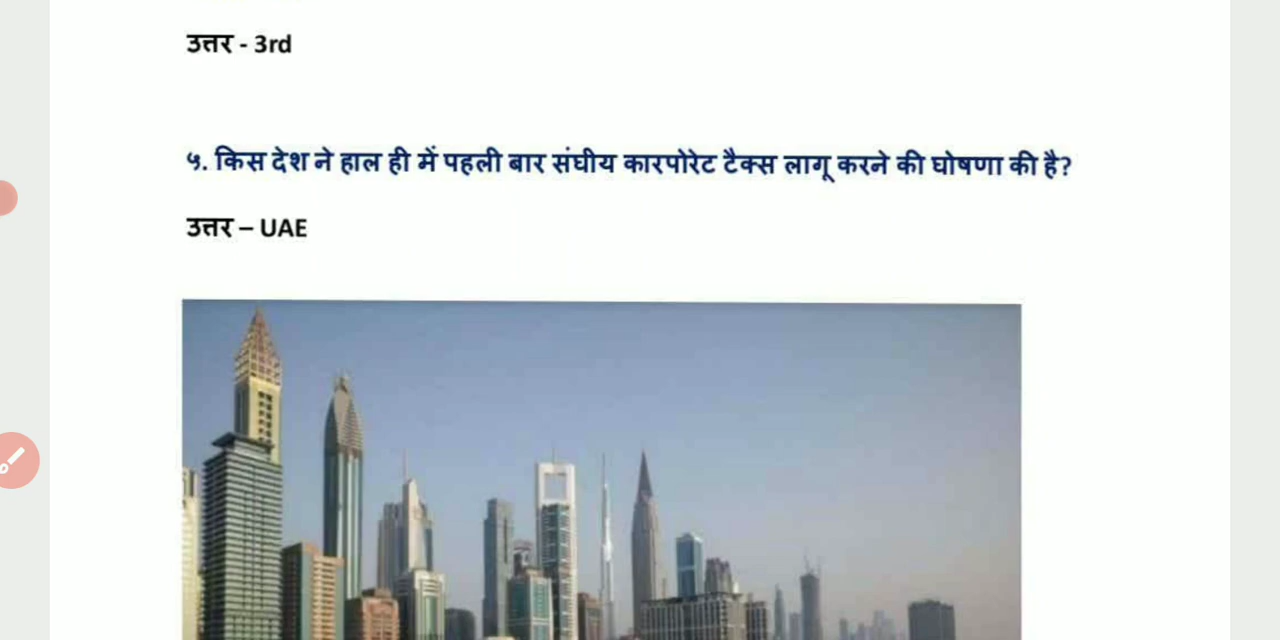 उत्तर - 3rd
५. किस देश ने हाल ही में पहली बार संघीय कारपोरेट टैक्स लागू करने की घोषणा की है?
उत्तर – UAE